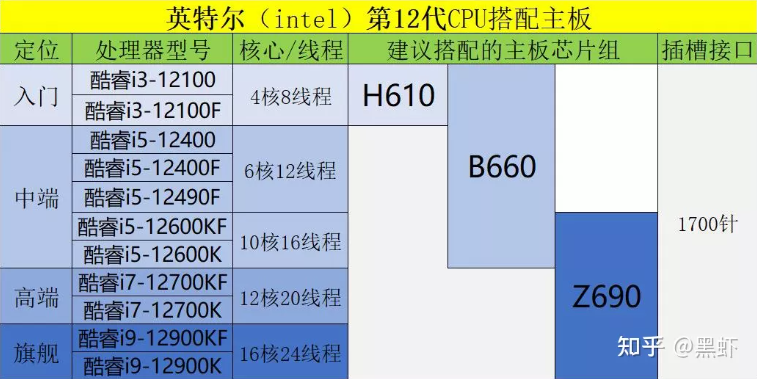 英特尔（intel）第12代CPU搭配主板
定位 处理器型号 核心/线程 建议搭配的主板芯片组 插槽接口
入门 酷睿i3-12100 4核8线程 H610 B660 1700针
酷睿i3-12100F
中端 酷睿i5-12400 6核12线程
酷睿i5-12400F
酷睿i5-12490F
酷睿i5-12600KF 10核16线程 Z690
酷睿i5-12600K
高端 酷睿i7-12700KF 12核20线程
酷睿i7-12700K
旗舰 酷睿i9-12900KF 16核24线程
酷睿i9-12900K
知乎 @黑虾